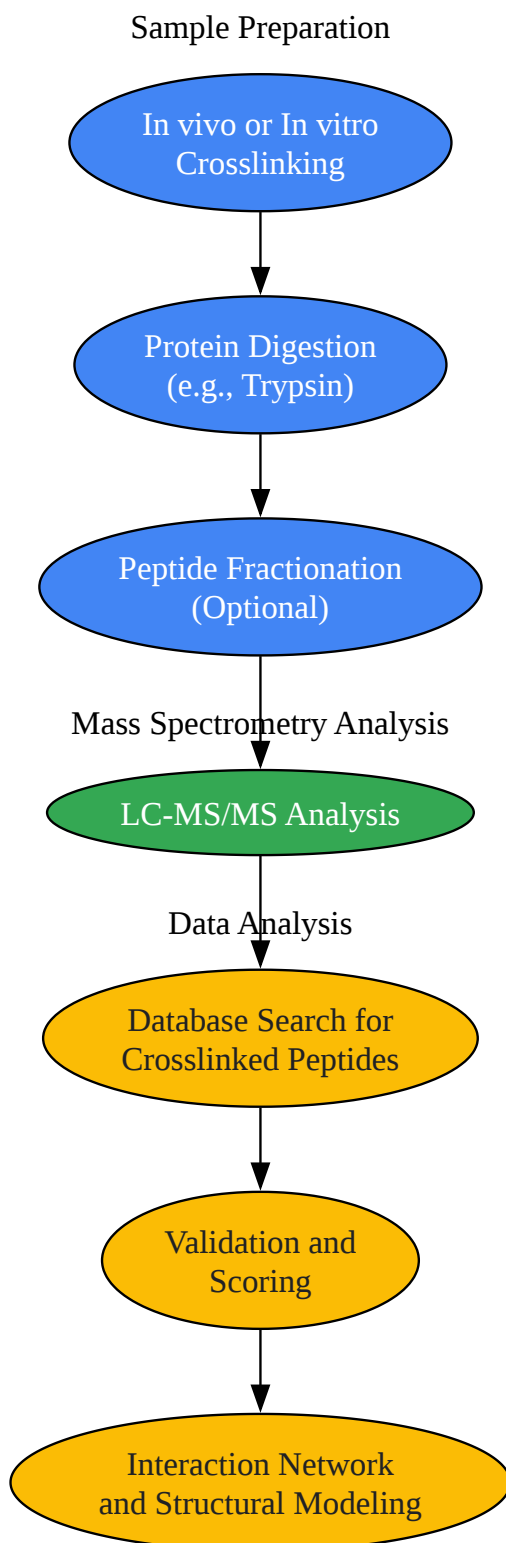 Sample Preparation
In vivo or In vitro
Crosslinking
Protein Digestion
(e.g., Trypsin)
Peptide Fractionation
(Optional)
Mass Spectrometry Analysis
LC-MS/MS Analysis
Data Analysis
Database Search for
Crosslinked Peptides
Validation and
Scoring
Interaction Network
and Structural Modeling